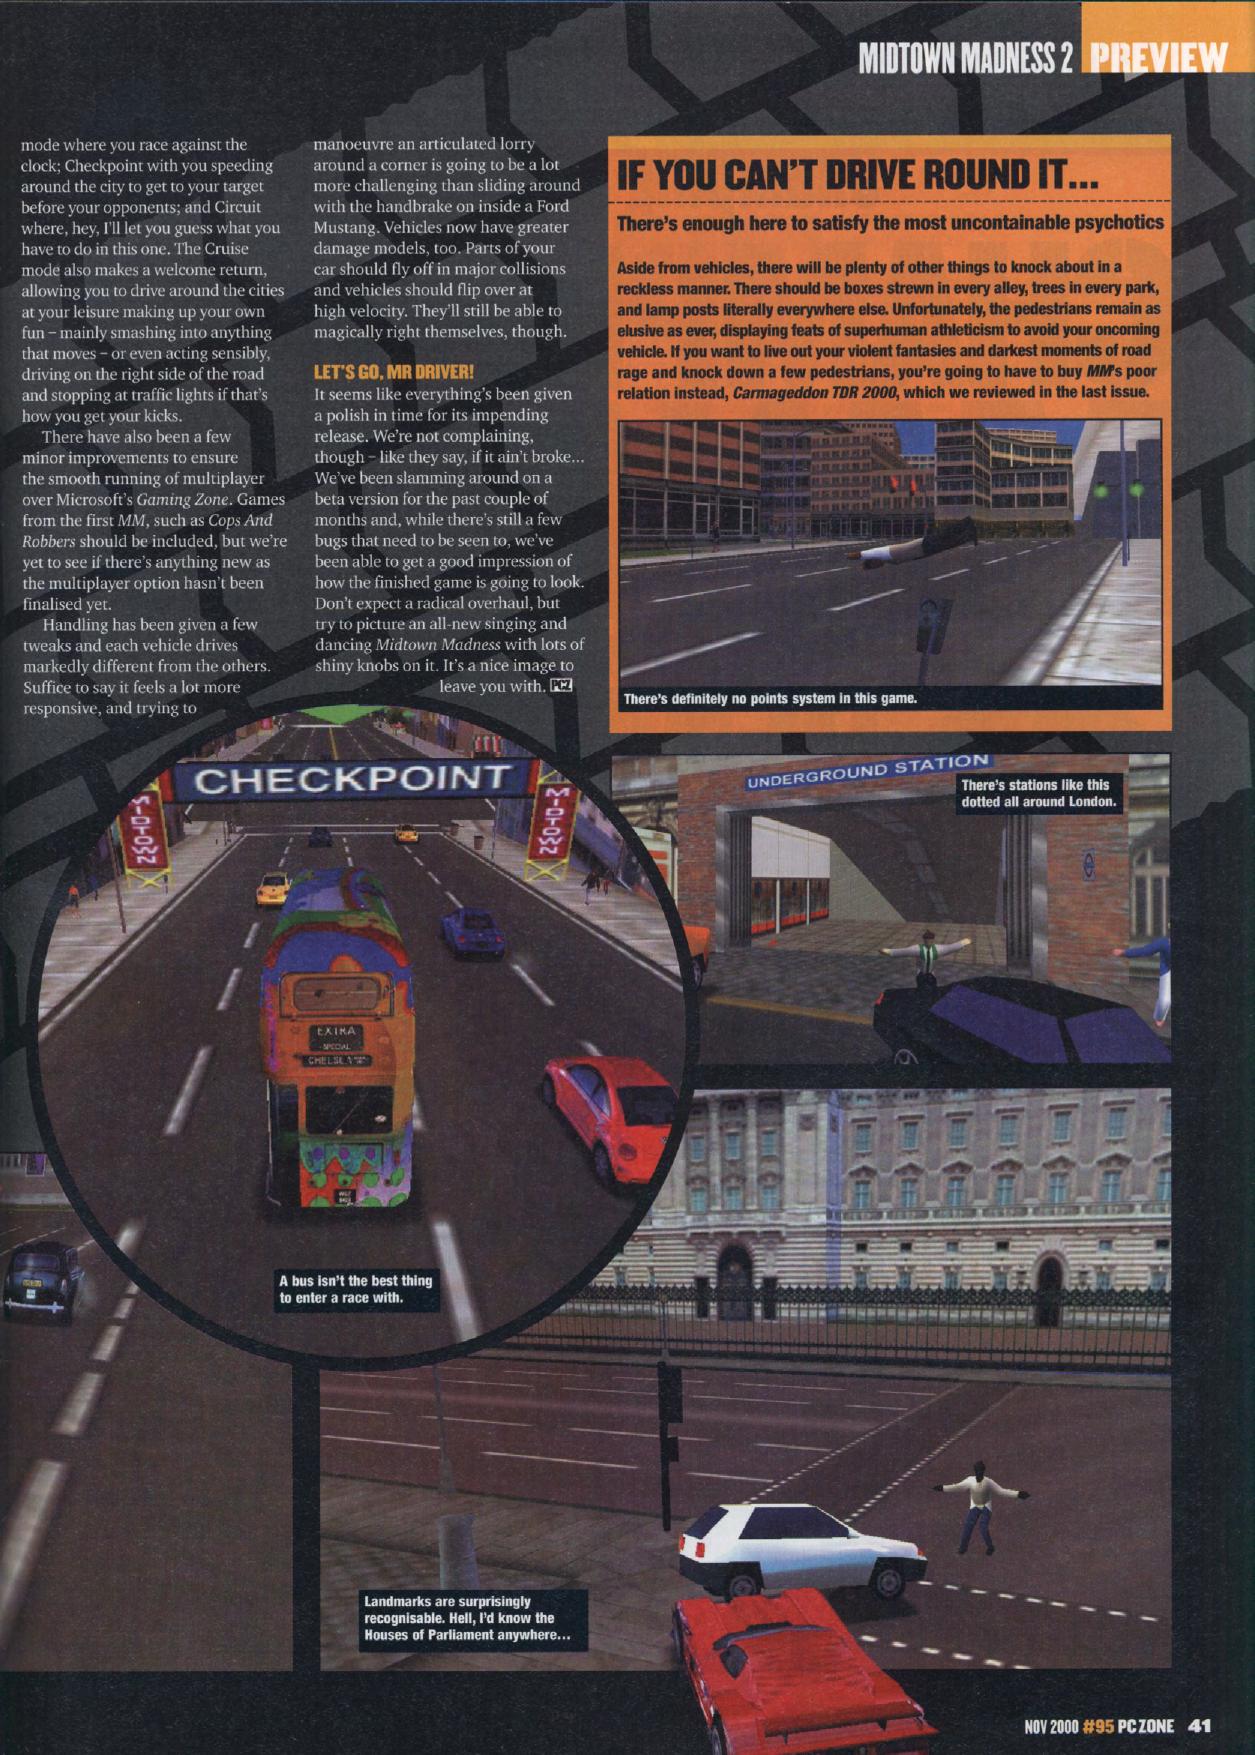 MIDTOWN MADNESS 2 PREVIEW
mode where you race against the
clock; Checkpoint with you speeding
around the city to get to your target
before your opponents; and Circuit
where, hey, I'll let you guess what you
have to do in this one. The Cruise
mode also makes a welcome return,
allowing you to drive around the cities
at your leisure making up your own
fun – mainly smashing into anything
that moves – or even acting sensibly,
driving on the right side of the road
and stopping at traffic lights if that's
how you get your kicks.
There have also been a few
minor improvements to ensure
the smooth running of multiplayer
over Microsoft's Gaming Zone. Games
from the first MM, such as Cops And
Robbers should be included, but we're
yet to see if there's anything new as
the multiplayer option hasn't been
finalised yet.
Handling has been given a few
tweaks and each vehicle drives
markedly different from the others.
Suffice to say it feels a lot more
responsive, and trying to
manoeuvre an articulated lorry
around a corner is going to be a lot
more challenging than sliding around
with the handbrake on inside a Ford
Mustang. Vehicles now have greater
damage models, too. Parts of your
car should fly off in major collisions
and vehicles should flip over at
high velocity. They'll still be able to
magically right themselves, though.
LET'S GO, MR DRIVER!
It seems like everything's been given
a polish in time for its impending
release. We're not complaining,
though – like they say, if it ain't broke...
We've been slamming around on a
beta version for the past couple of
months and, while there's still a few
bugs that need to be seen to, we've
been able to get a good impression of
how the finished game is going to look.
Don't expect a radical overhaul, but
try to picture an all-new singing and
dancing Midtown Madness with lots of
shiny knobs on it. It's a nice image to
leave you with. PCZ
IF YOU CAN'T DRIVE ROUND IT...
There's enough here to satisfy the most uncontainable psychotics
Aside from vehicles, there will be plenty of other things to knock about in a
reckless manner. There should be boxes strewn in every alley, trees in every park,
and lamp posts literally everywhere else. Unfortunately, the pedestrians remain as
elusive as ever, displaying feats of superhuman athleticism to avoid your oncoming
vehicle. If you want to live out your violent fantasies and darkest moments of road
rage and knock down a few pedestrians, you're going to have to buy MM's poor
relation instead, Carmageddon TDR 2000, which we reviewed in the last issue.
There's definitely no points system in this game.
CHECKPOINT
MIDTOWN
MIDTOWN
EXTRA
SPECIAL
CHELSEA
A bus isn't the best thing
to enter a race with.
UNDERGROUND STATION
There's stations like this
dotted all around London.
Landmarks are surprisingly
recognisable. Hell, I'd know the
Houses of Parliament anywhere...
NOV 2000 #95 PC ZONE 41